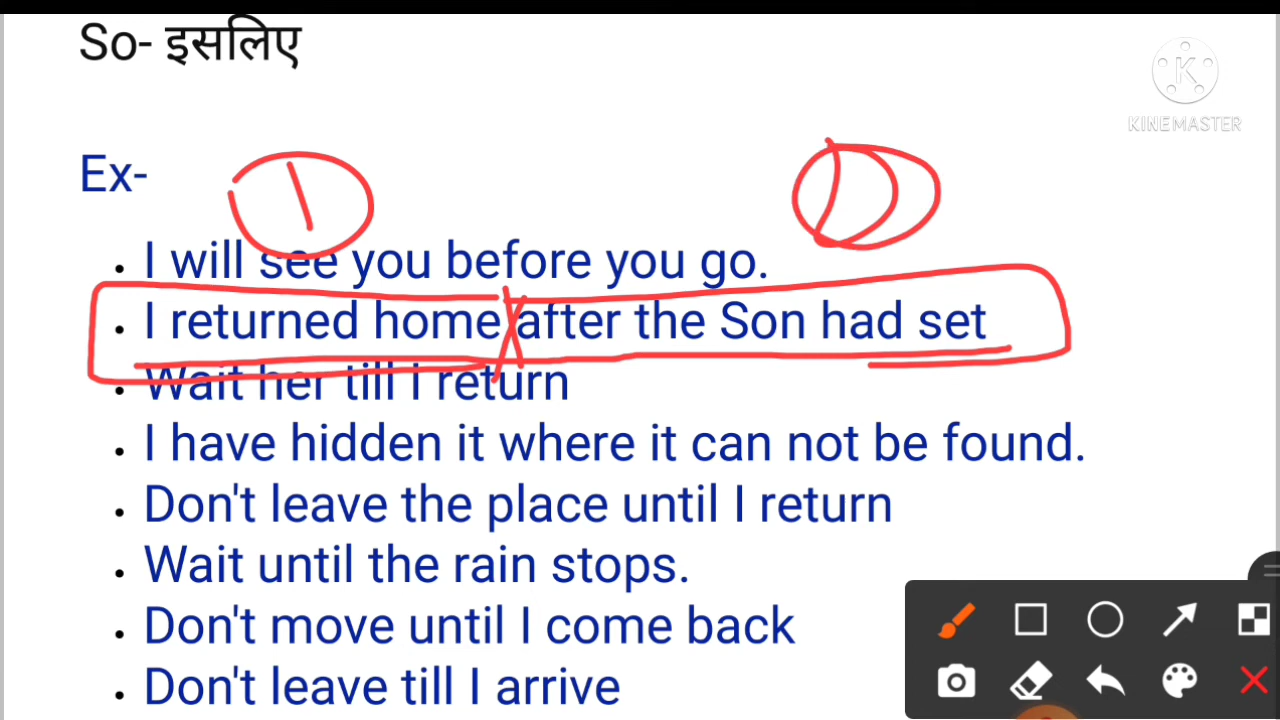 So- इसलिए
KINEMASTER
Ex-
I will see you before you go.
I returned home after the Son had set
Wait her till I return
I have hidden it where it can not be found.
Don't leave the place until I return
Wait until the rain stops.
Don't move until I come back
Don't leave till I arrive